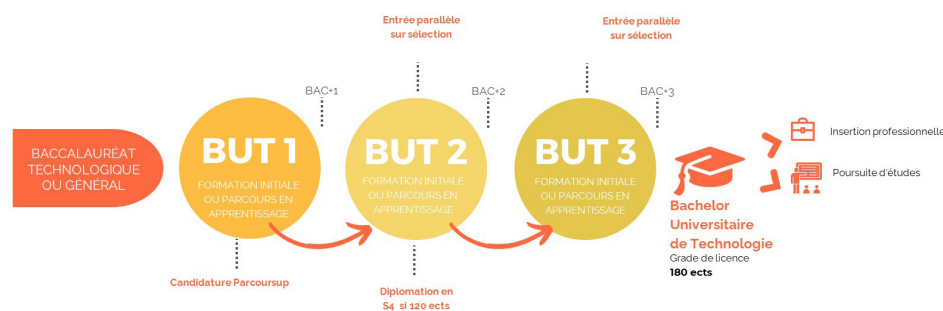 Entrée parallèle
sur sélection
Entrée parallèle
sur sélection
BAC+1
BAC+2
BAC+3
BACCALAURÉAT
TECHNOLOGIQUE
OU GÉNÉRAL
BUT 1
FORMATION INITIALE
OU PARCOURS EN
APPRENTISSAGE
BUT 2
FORMATION INITIALE
OU PARCOURS EN
APPRENTISSAGE
BUT 3
FORMATION INITIALE
OU PARCOURS EN
APPRENTISSAGE
Insertion professionnelle
Poursuite d'études
Bachelor
Universitaire
de Technologie
Grade de licence
180 ects
Candidature Parcoursup
Diplomation en
S4 si 120 ects